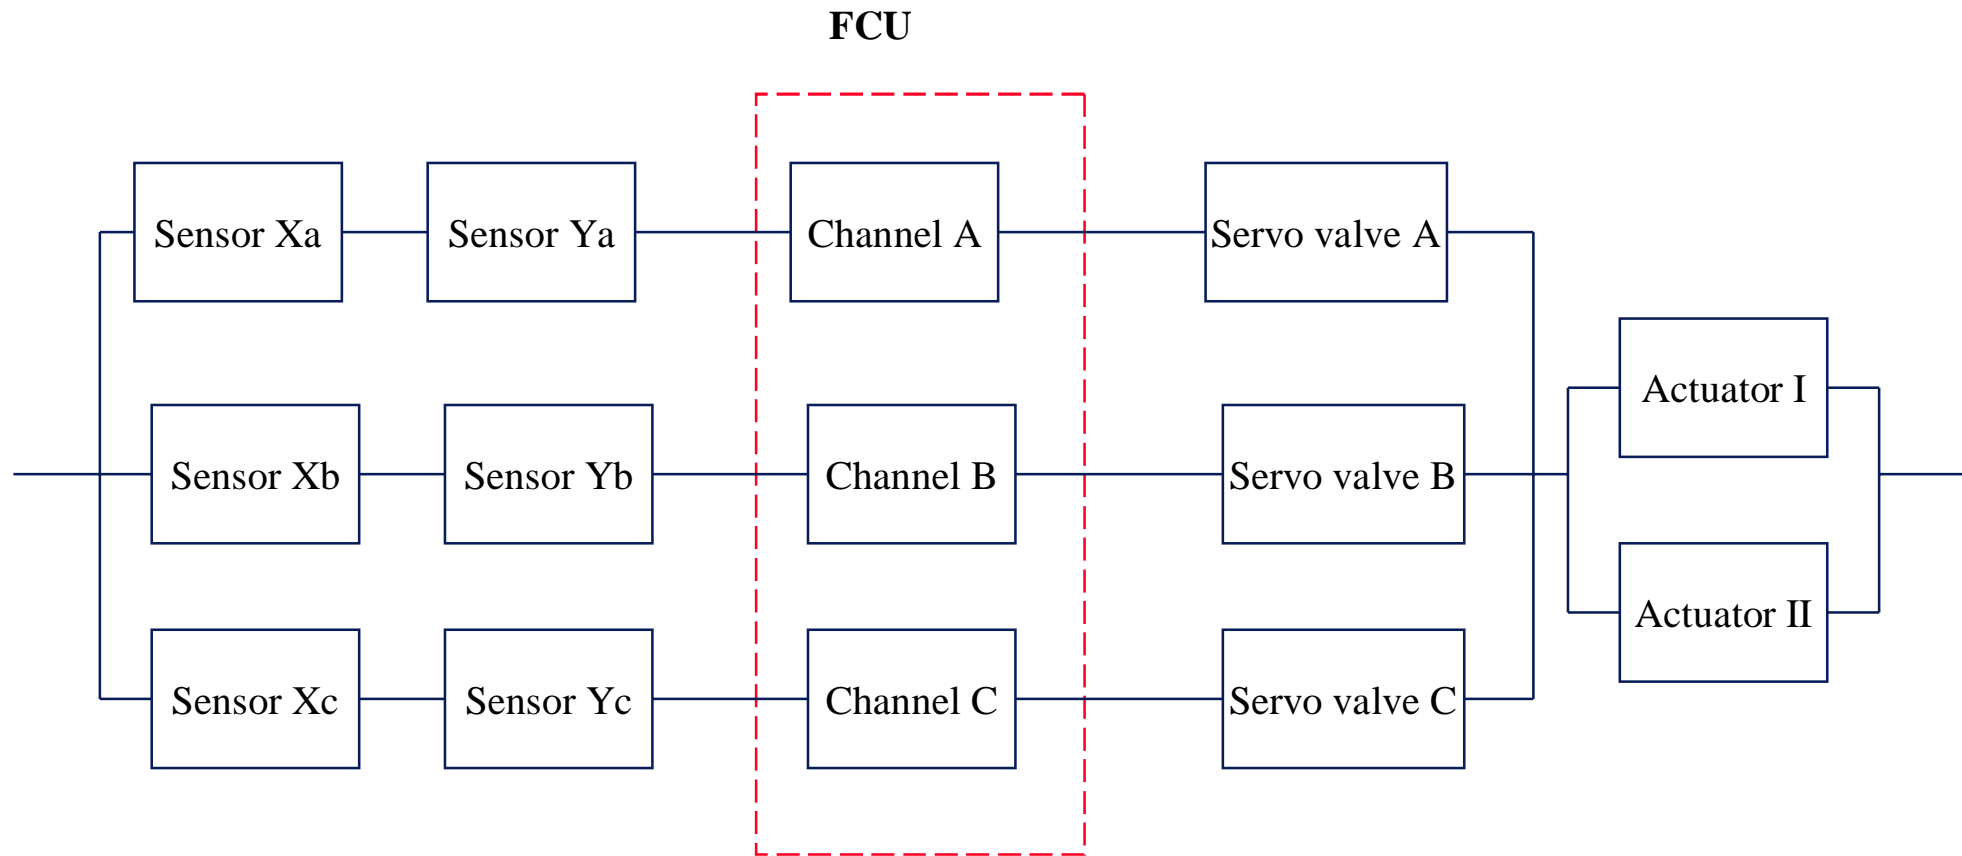 FCU
Sensor Xa
Sensor Ya
Channel A
Servo valve A
Actuator I
Sensor Xb
Sensor Yb
Channel B
Servo valve B
Actuator II
Sensor Xc
Sensor Yc
Channel C
Servo valve C